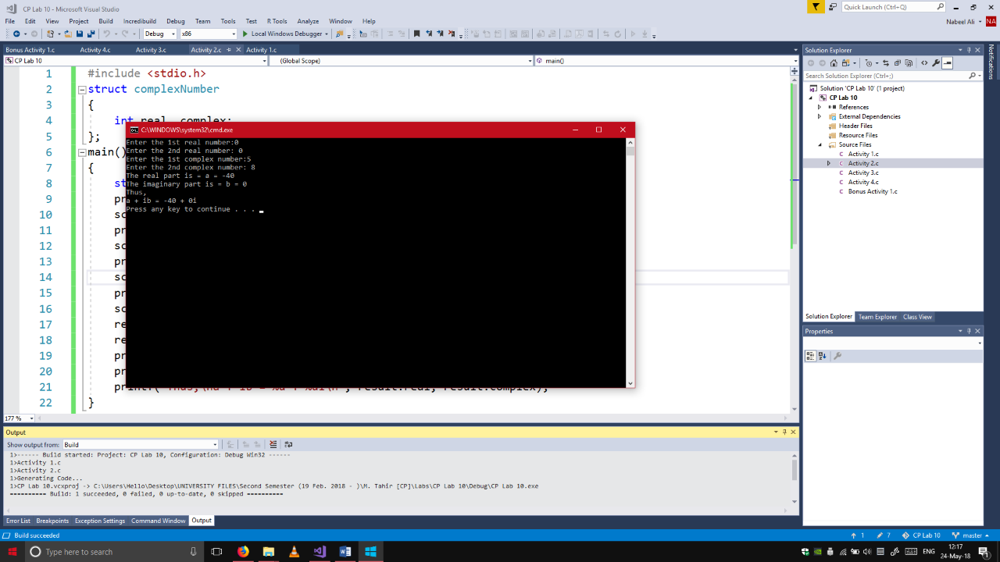 CP Lab 10 - Microsoft Visual Studio
Quick Launch (Ctrl+Q)
File Edit View Project Build Incredibuild Debug Team Tools Test R Tools Analyze Window Help
Nabeel Ali NA
Debug x86 Local Windows Debugger
Bonus Activity 1.c Activity 4.c Activity 3.c Activity 2.c Activity 1.c
CP Lab 10 (Global Scope) main()
1 #include <stdio.h>
2 struct complexNumber
3 {
4 int real, complex;
5 };
6 main()
7 {
8 st
9 pr
10 sc
11 pr
12 sc
13 pr
14 sc
15 pr
16 sc
17 re
18 re
19 pr
20 pr
21 printf("Thus,\na + ib = %d + %di\n", result.real, result.complex);
22 }
C:\WINDOWS\system32\cmd.exe
Enter the 1st real number:0
Enter the 2nd real number: 0
Enter the 1st complex number:5
Enter the 2nd complex number: 8
The real part is = a = -40
The imaginary part is = b = 0
Thus,
a + ib = -40 + 0i
Press any key to continue . . .
177 %
Output
Show output from: Build
1>------ Build started: Project: CP Lab 10, Configuration: Debug Win32 ------
1>Activity 1.c
1>Activity 2.c
1>Generating Code...
1>CP Lab 10.vcxproj -> C:\Users\Hello\Desktop\UNIVERSITY FILES\Second Semester (19 Feb. 2018 - )\M. Tahir [CP]\Labs\CP Lab 10\Debug\CP Lab 10.exe
========== Build: 1 succeeded, 0 failed, 0 up-to-date, 0 skipped ==========
Error List Breakpoints Exception Settings Command Window Output
Solution Explorer
Search Solution Explorer (Ctrl+;)
Solution 'CP Lab 10' (1 project)
CP Lab 10
References
External Dependencies
Header Files
Resource Files
Source Files
Activity 1.c
Activity 2.c
Activity 3.c
Activity 4.c
Bonus Activity 1.c
Solution Explorer Team Explorer Class View
Properties
Notifications
Build succeeded
1 7 CP Lab 10 master
Type here to search
ENG
12:17
24-May-18
1